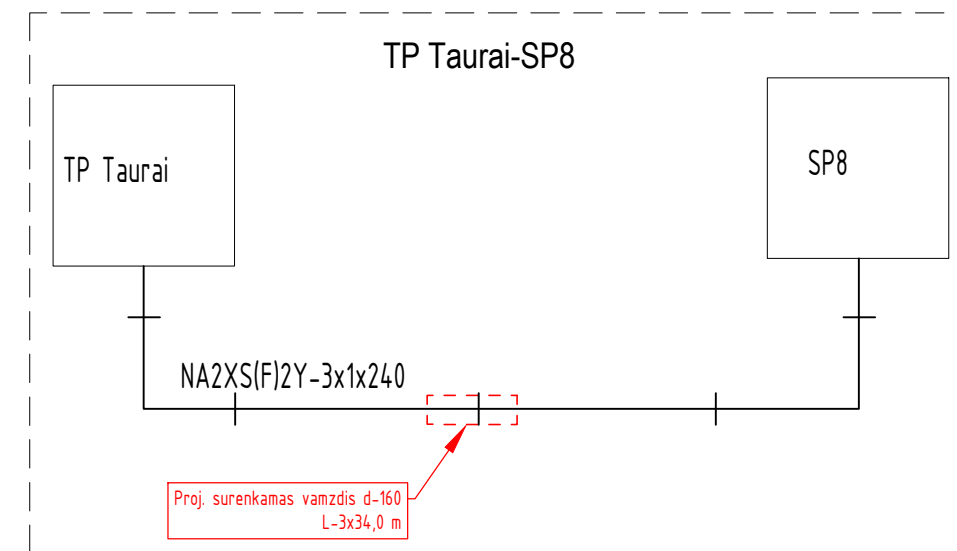 TP Taurai-SP8
TP Taurai
SP8
NA2XS(F)2Y-3x1x240
Proj. surenkamas vamzdis d-160
L-3x34,0 m